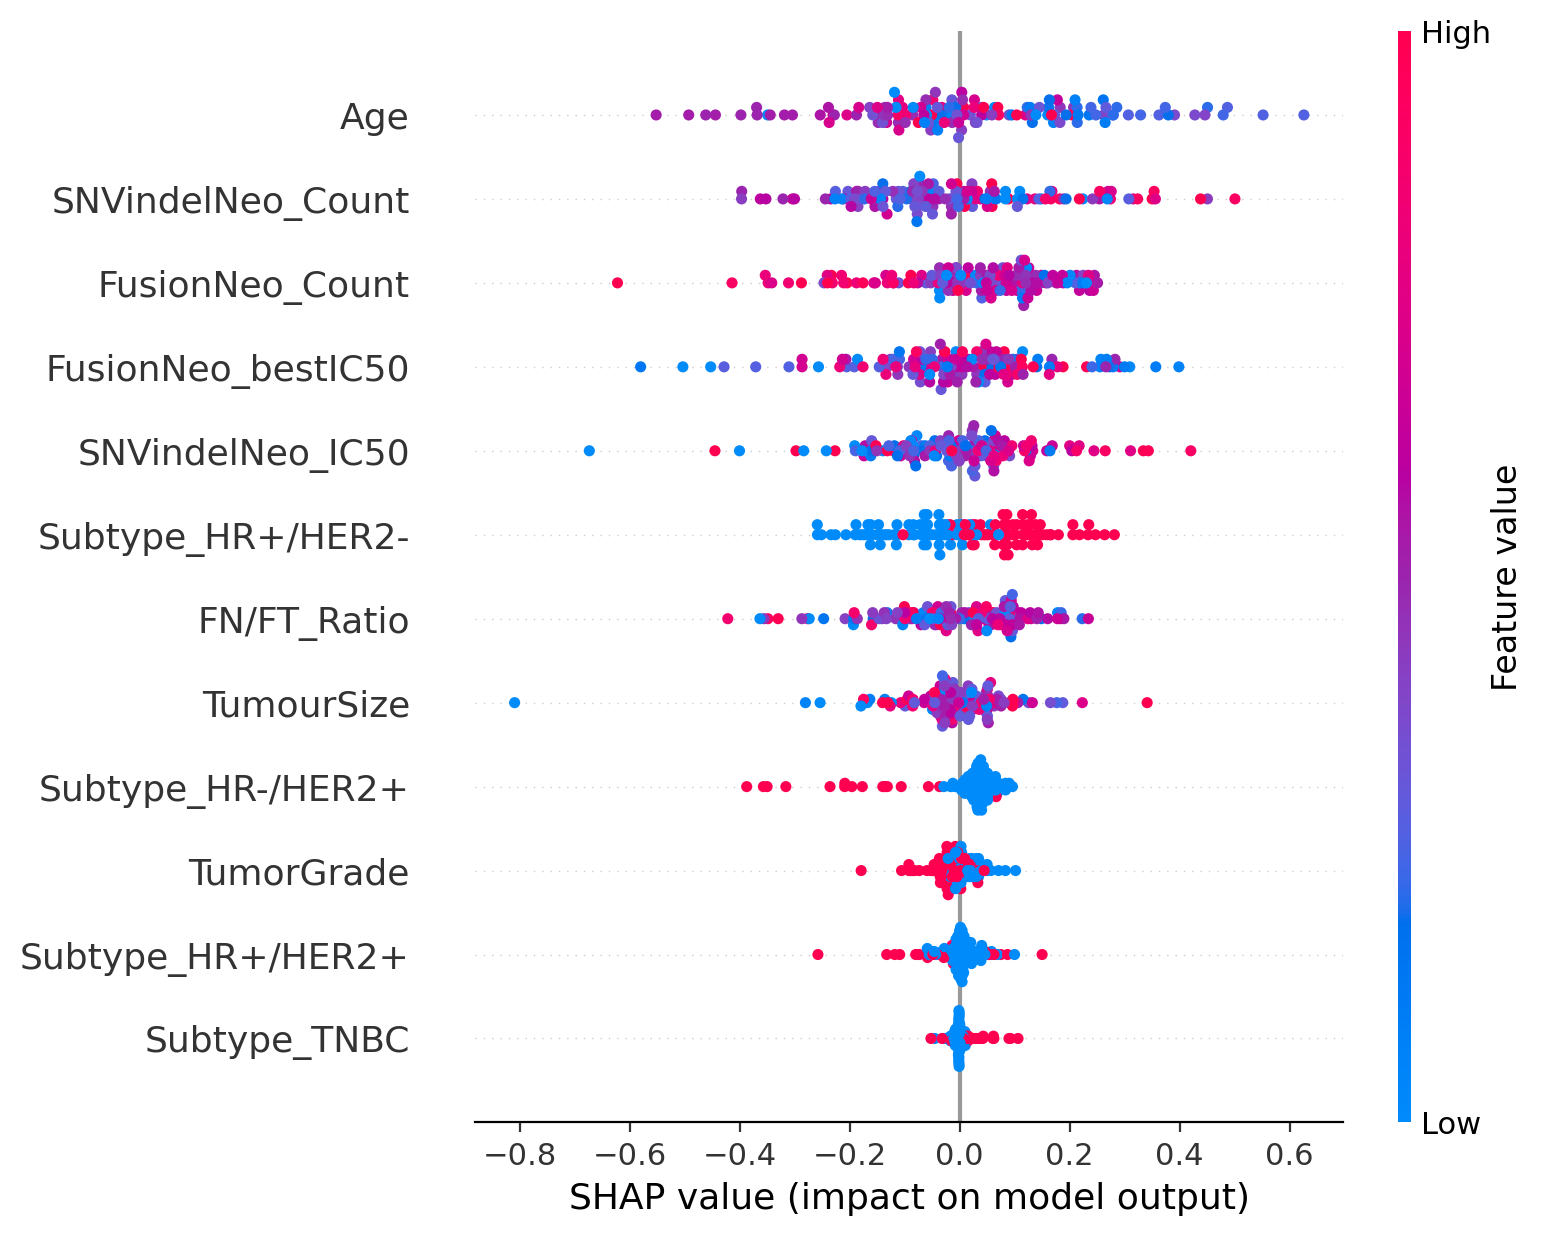 High
Age
SNVindelNeo_Count
FusionNeo_Count
FusionNeo_bestIC50
SNVindelNeo_IC50
Subtype_HR+/HER2-
FN/FT_Ratio
TumourSize
Subtype_HR-/HER2+
TumorGrade
Subtype_HR+/HER2+
Subtype_TNBC
Feature value
Low
−0.8 −0.6 −0.4 −0.2 0.0 0.2 0.4 0.6
SHAP value (impact on model output)